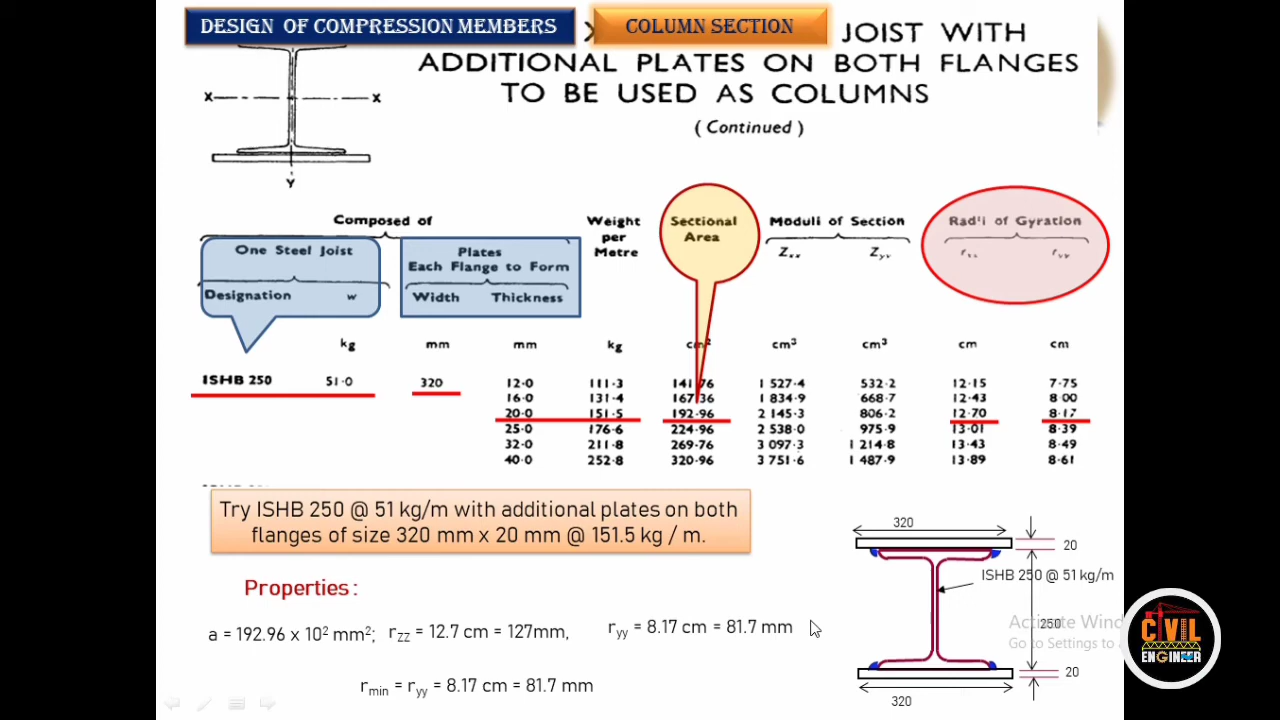 DESIGN OF COMPRESSION MEMBERS
COLUMN SECTION
JOIST WITH
ADDITIONAL PLATES ON BOTH FLANGES
TO BE USED AS COLUMNS
( Continued )
X X
Y
Composed of
Weight per Metre
Sectional Area
Moduli of Section
Radii of Gyration
One Steel Joist
Plates
Each Flange to Form
Zxx Zyy
rxx ryy
Designation w
Width Thickness
kg mm mm kg cm² cm³ cm³ cm cm
ISHB 250 51·0 320 12·0 111·3 141·76 1 527·4 532·2 12·15 7·75
16·0 131·4 167·36 1 834·9 668·7 12·43 8·00
20·0 151·5 192·96 2 145·3 806·2 12·70 8·17
25·0 176·6 224·96 2 538·0 975·9 13·01 8·39
32·0 211·8 269·76 3 097·3 1 214·8 13·43 8·49
40·0 252·8 320·96 3 751·6 1 487·9 13·89 8·61
Try ISHB 250 @ 51 kg/m with additional plates on both
flanges of size 320 mm x 20 mm @ 151.5 kg / m.
Properties :
a = 192.96 x 10² mm²; rzz = 12.7 cm = 127mm, ryy = 8.17 cm = 81.7 mm
rmin = ryy = 8.17 cm = 81.7 mm
320
20
ISHB 250 @ 51 kg/m
250
20
320
Activate Wind
Go to Settings to a
CIVIL
ENGINEER